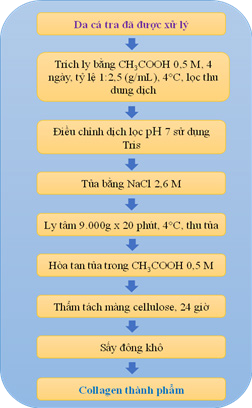 Da cá tra đã được xử lý
Trích ly bằng CH₃COOH 0,5 M, 4
ngày, tỷ lệ 1:2,5 (g/mL), 4°C, lọc thu
dung dịch
Điều chỉnh dịch lọc pH 7 sử dụng
Tris
Tủa bằng NaCl 2,6 M
Ly tâm 9.000g x 20 phút, 4°C, thu tủa
Hòa tan tủa trong CH₃COOH 0,5 M
Thẩm tách màng cellulose, 24 giờ
Sấy đông khô
Collagen thành phẩm